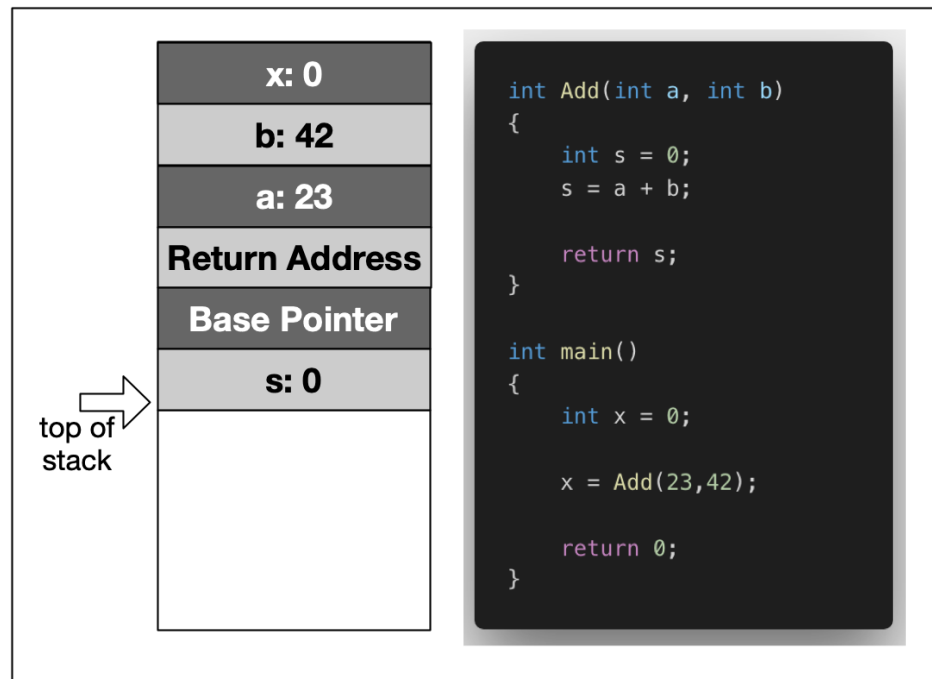 x: 0
b: 42
a: 23
Return Address
Base Pointer
s: 0
top of
stack
int Add(int a, int b)
{
    int s = 0;
    s = a + b;
    return s;
}
int main()
{
    int x = 0;
    x = Add(23,42);
    return 0;
}